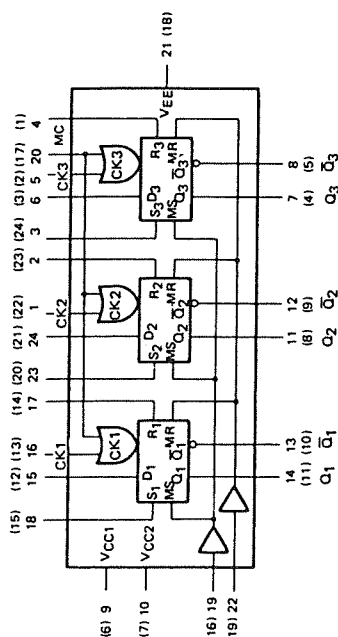 (15) 18
(12) 15
CK1 16 (13)
(14) 17
(20) 23
(21) 24
CK2 1 (22)
(23) 2
(24) 3
(3) 6
CK3 5 (2)
20 (17)
MC
(1) 4
(6) 9 VCC1
(7) 10 VCC2
CK1
CK2
CK3
VEE 21 (18)
S1 D1 R1
MS Q1 Q̅1 MR
S2 D2 R2
MS Q2 Q̅2 MR
S3 D3 R3
MS Q3 Q̅3 MR
16) 19
19) 22
14 (11) Q1
13 (10) Q̅1
11 (8) Q2
12 (9) Q̅2
7 (4) Q3
8 (5) Q̅3